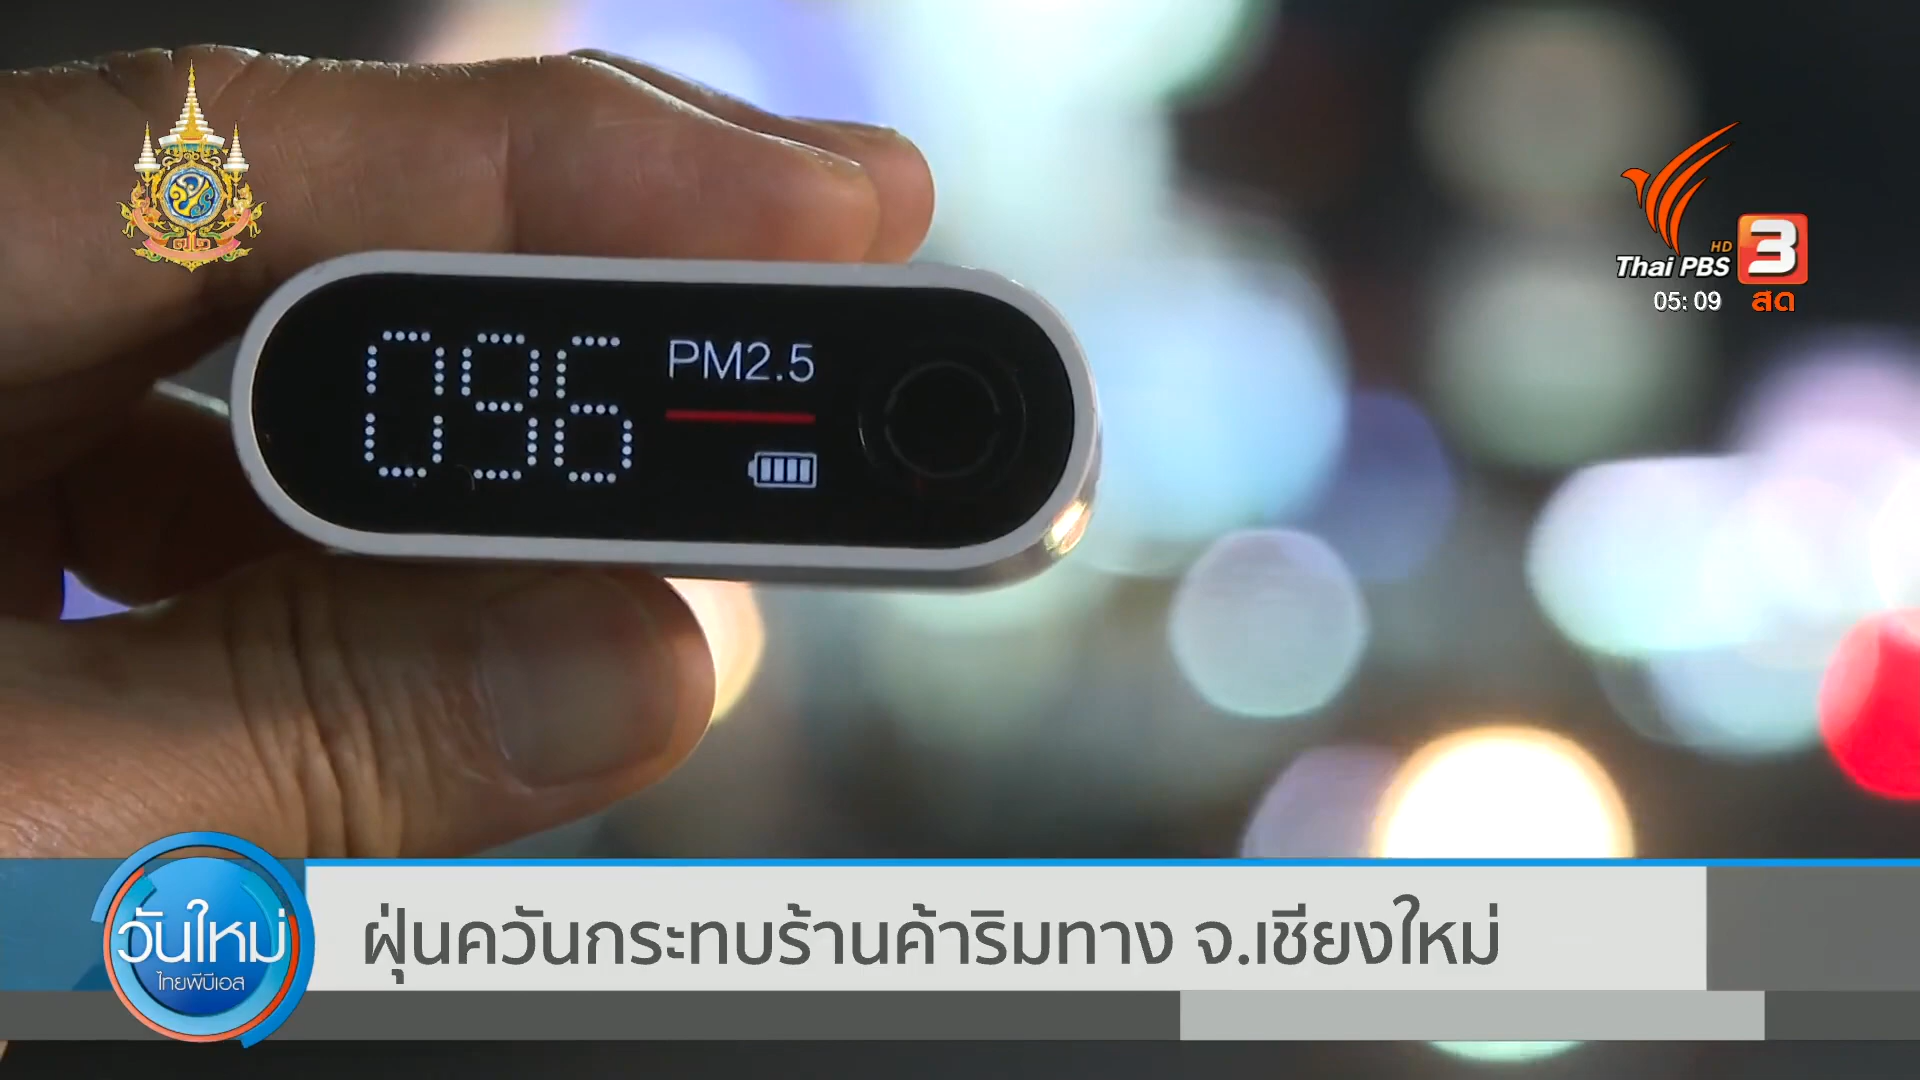 HD
Thai PBS 3
05:09 สด
096 PM2.5
วันใหม่
ไทยพีบีเอส
ฝุ่นควันกระทบร้านค้าริมทาง จ.เชียงใหม่